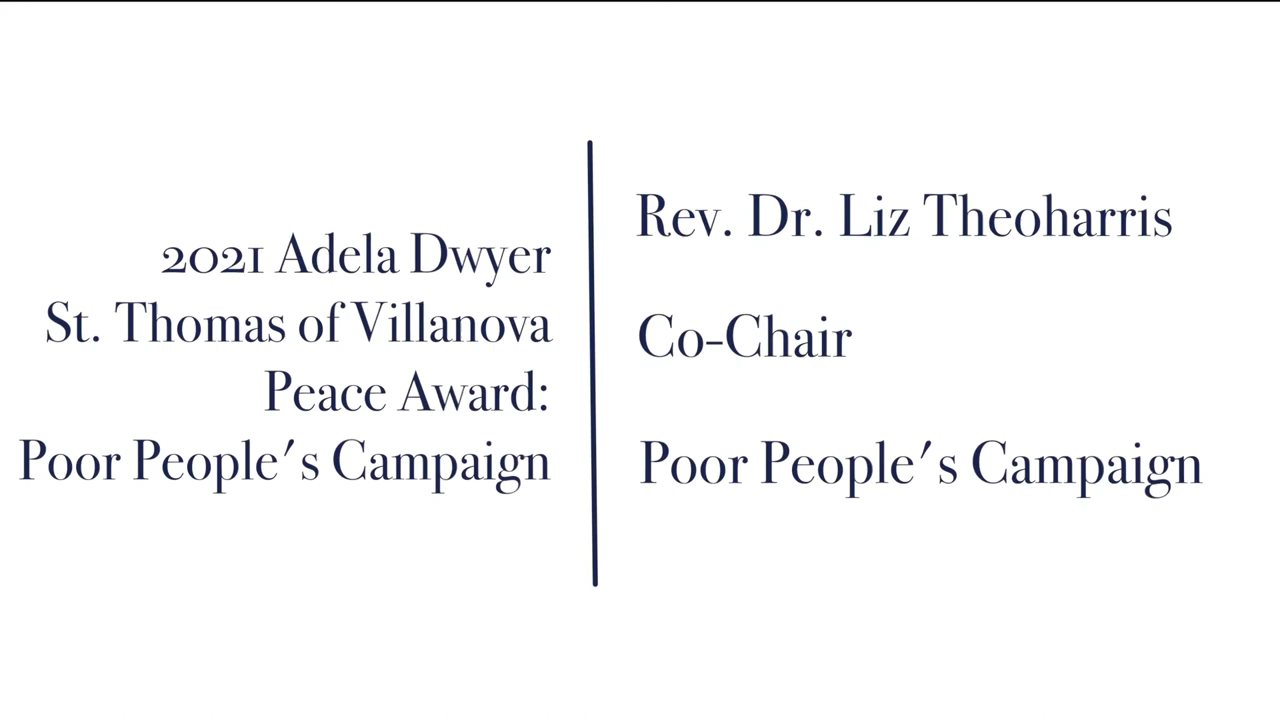 2021 Adela Dwyer
St. Thomas of Villanova
Peace Award:
Poor People's Campaign
Rev. Dr. Liz Theoharris
Co-Chair
Poor People's Campaign